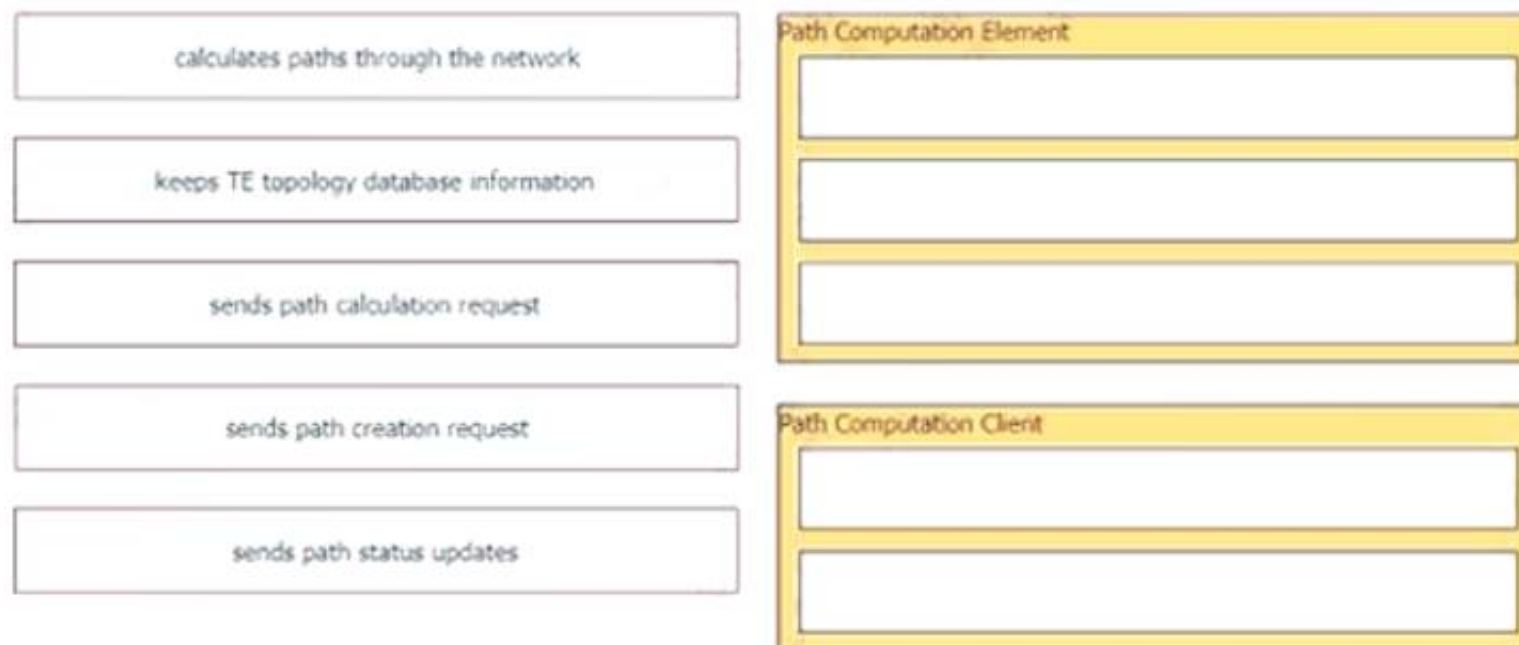 calculates paths through the network
keeps TE topology database information
sends path calculation request
sends path creation request
sends path status updates
Path Computation Element
Path Computation Client